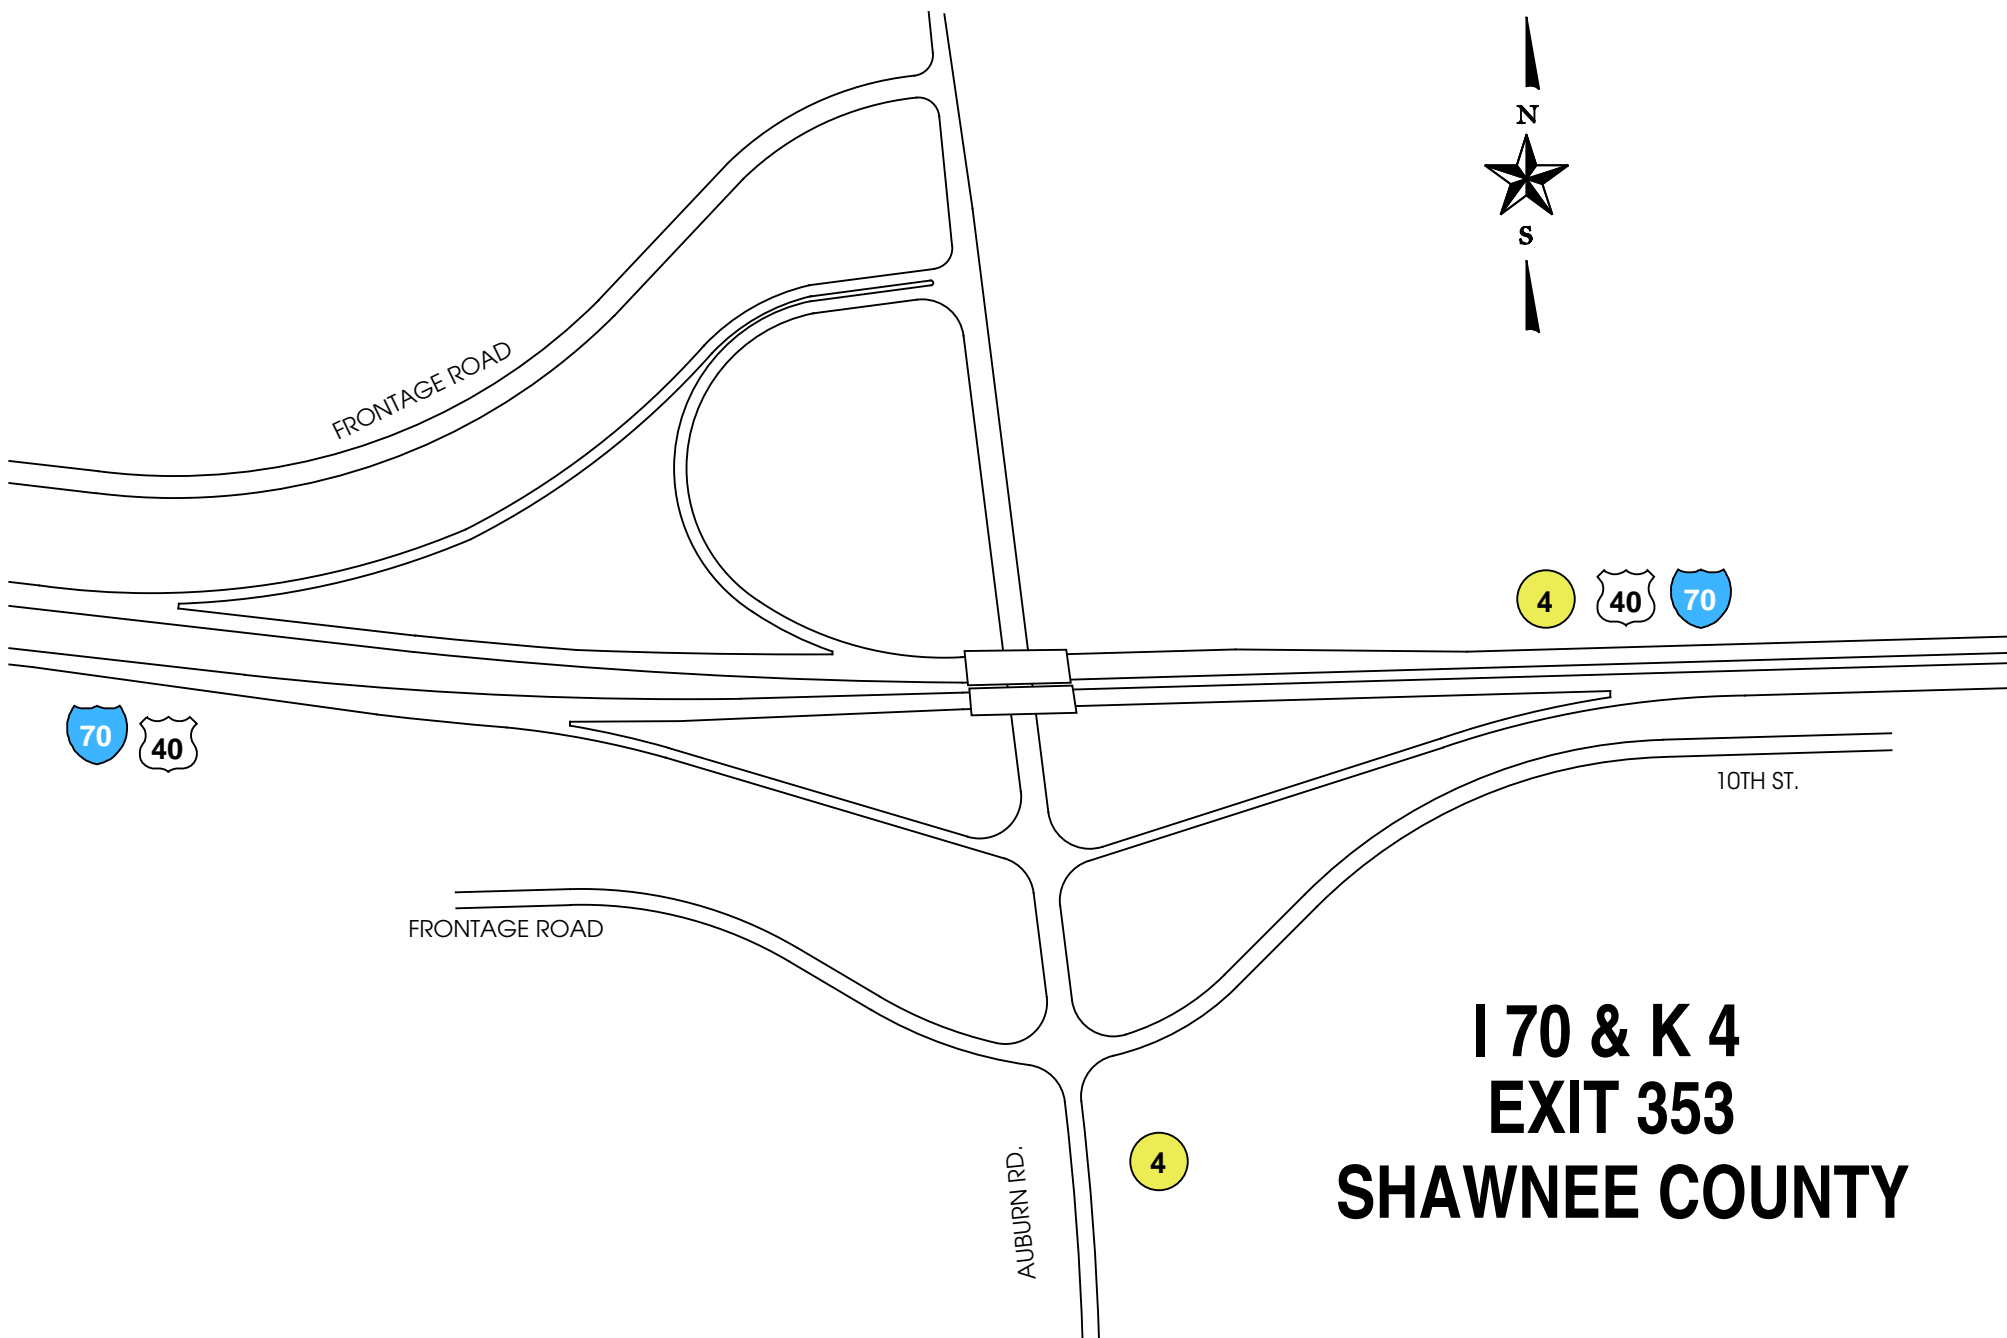 N
S
FRONTAGE ROAD
4 40 70
70 40
10TH ST.
FRONTAGE ROAD
I 70 & K 4
EXIT 353
SHAWNEE COUNTY
AUBURN RD.
4